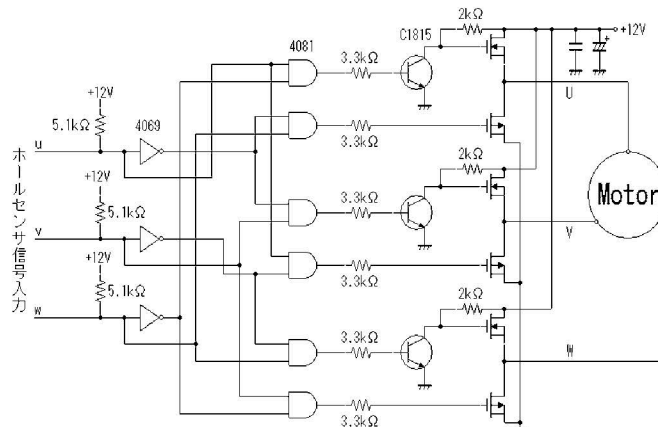 4081
3.3kΩ
C1815
2kΩ
+12V
U
+12V
5.1kΩ
4069
3.3kΩ
u
2kΩ
ホールセンサ信号入力
+12V
5.1kΩ
3.3kΩ
Motor
v
V
+12V
5.1kΩ
3.3kΩ
2kΩ
w
3.3kΩ
W
3.3kΩ